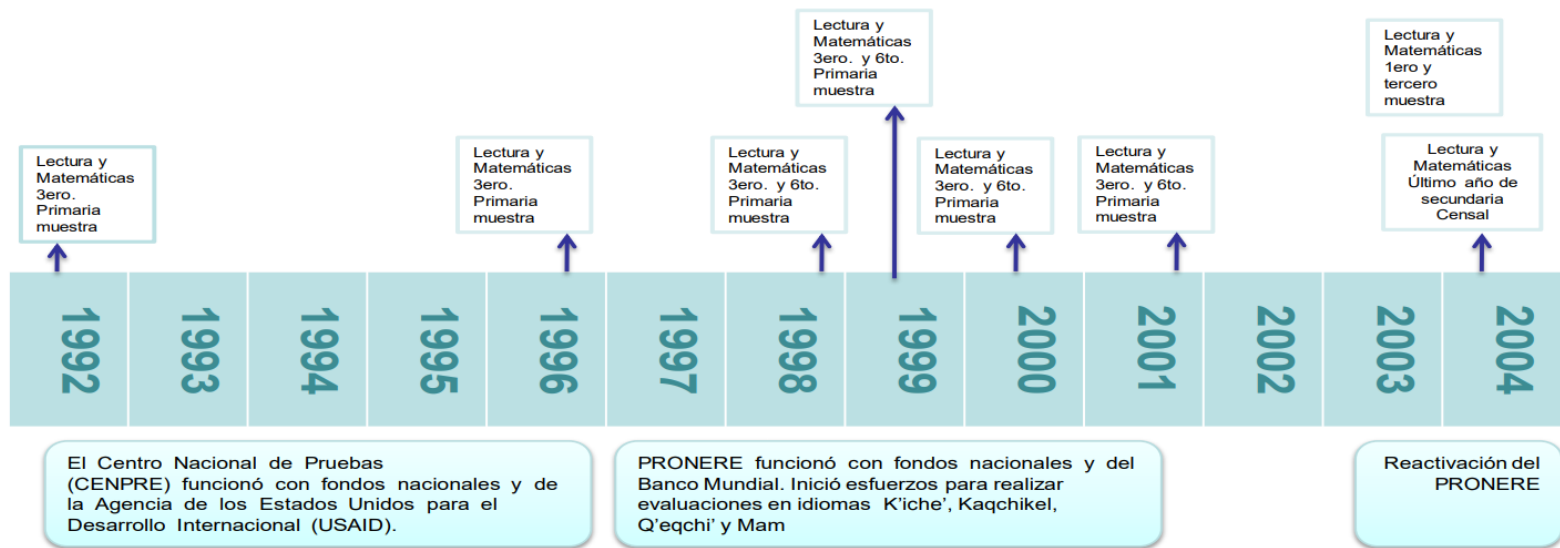 Lectura y
Matemáticas
3ero.
Primaria
muestra
Lectura y
Matemáticas
3ero.
Primaria
muestra
Lectura y
Matemáticas
3ero. y 6to.
Primaria
muestra
Lectura y
Matemáticas
3ero. y 6to.
Primaria
muestra
Lectura y
Matemáticas
3ero. y 6to.
Primaria
muestra
Lectura y
Matemáticas
3ero. y 6to.
Primaria
muestra
Lectura y
Matemáticas
1ero y
tercero
muestra
Lectura y
Matemáticas
Último año de
secundaria
Censal
1992
1993
1994
1995
1996
1997
1998
1999
2000
2001
2002
2003
2004
El Centro Nacional de Pruebas
(CENPRE) funcionó con fondos nacionales y de
la Agencia de los Estados Unidos para el
Desarrollo Internacional (USAID).
PRONERE funcionó con fondos nacionales y del
Banco Mundial. Inició esfuerzos para realizar
evaluaciones en idiomas K’iche’, Kaqchikel,
Q’eqchi’ y Mam
Reactivación del
PRONERE